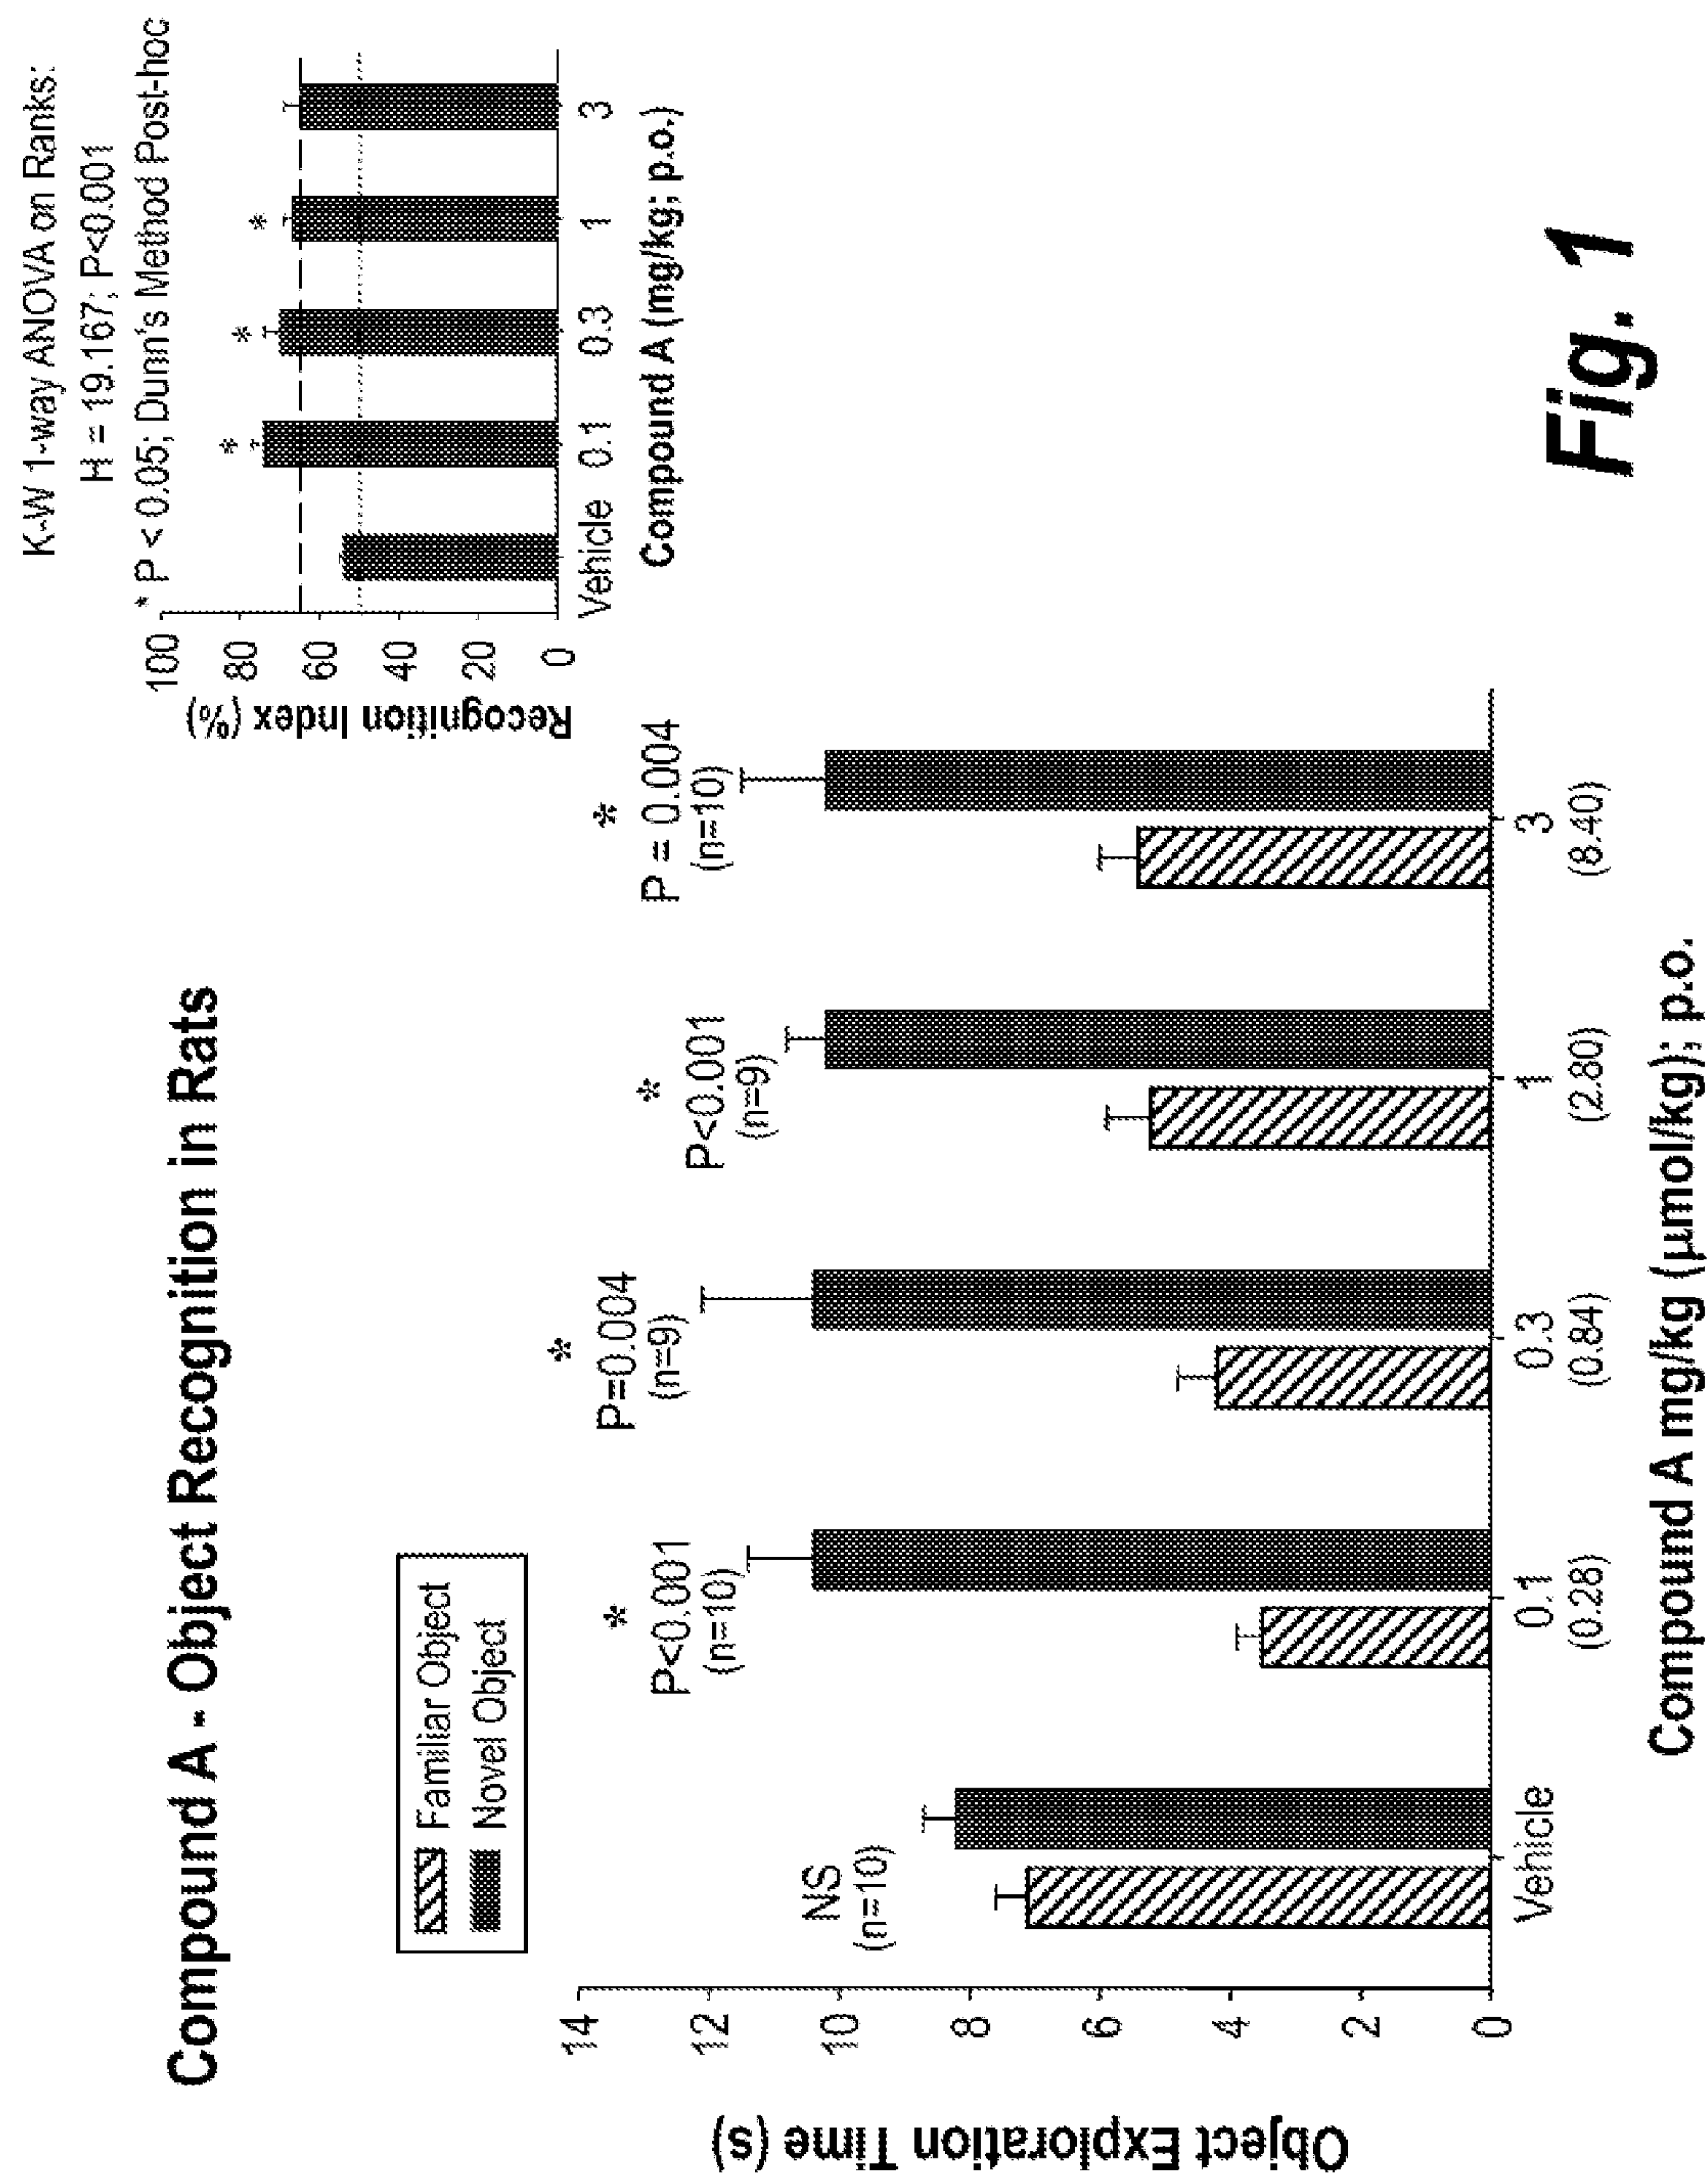 Compound A - Object Recognition in Rats
K-W 1-way ANOVA on Ranks:
H = 19.167; P<0.001
* P < 0.05; Dunn's Method Post-hoc
Recognition Index (%)
100
80
60
40
20
0
*
*
*
Vehicle 0.1 0.3 1 3
Compound A (mg/kg; p.o.)
Familiar Object
Novel Object
Object Exploration Time (s)
14
12
10
8
6
4
2
0
NS
(n=10)
*
P<0.001
(n=10)
*
P=0.004
(n=9)
*
P<0.001
(n=9)
*
P = 0.004
(n=10)
Vehicle 0.1 0.3 1 3
(0.28) (0.84) (2.80) (8.40)
Compound A mg/kg (μmol/kg); p.o.
Fig. 1